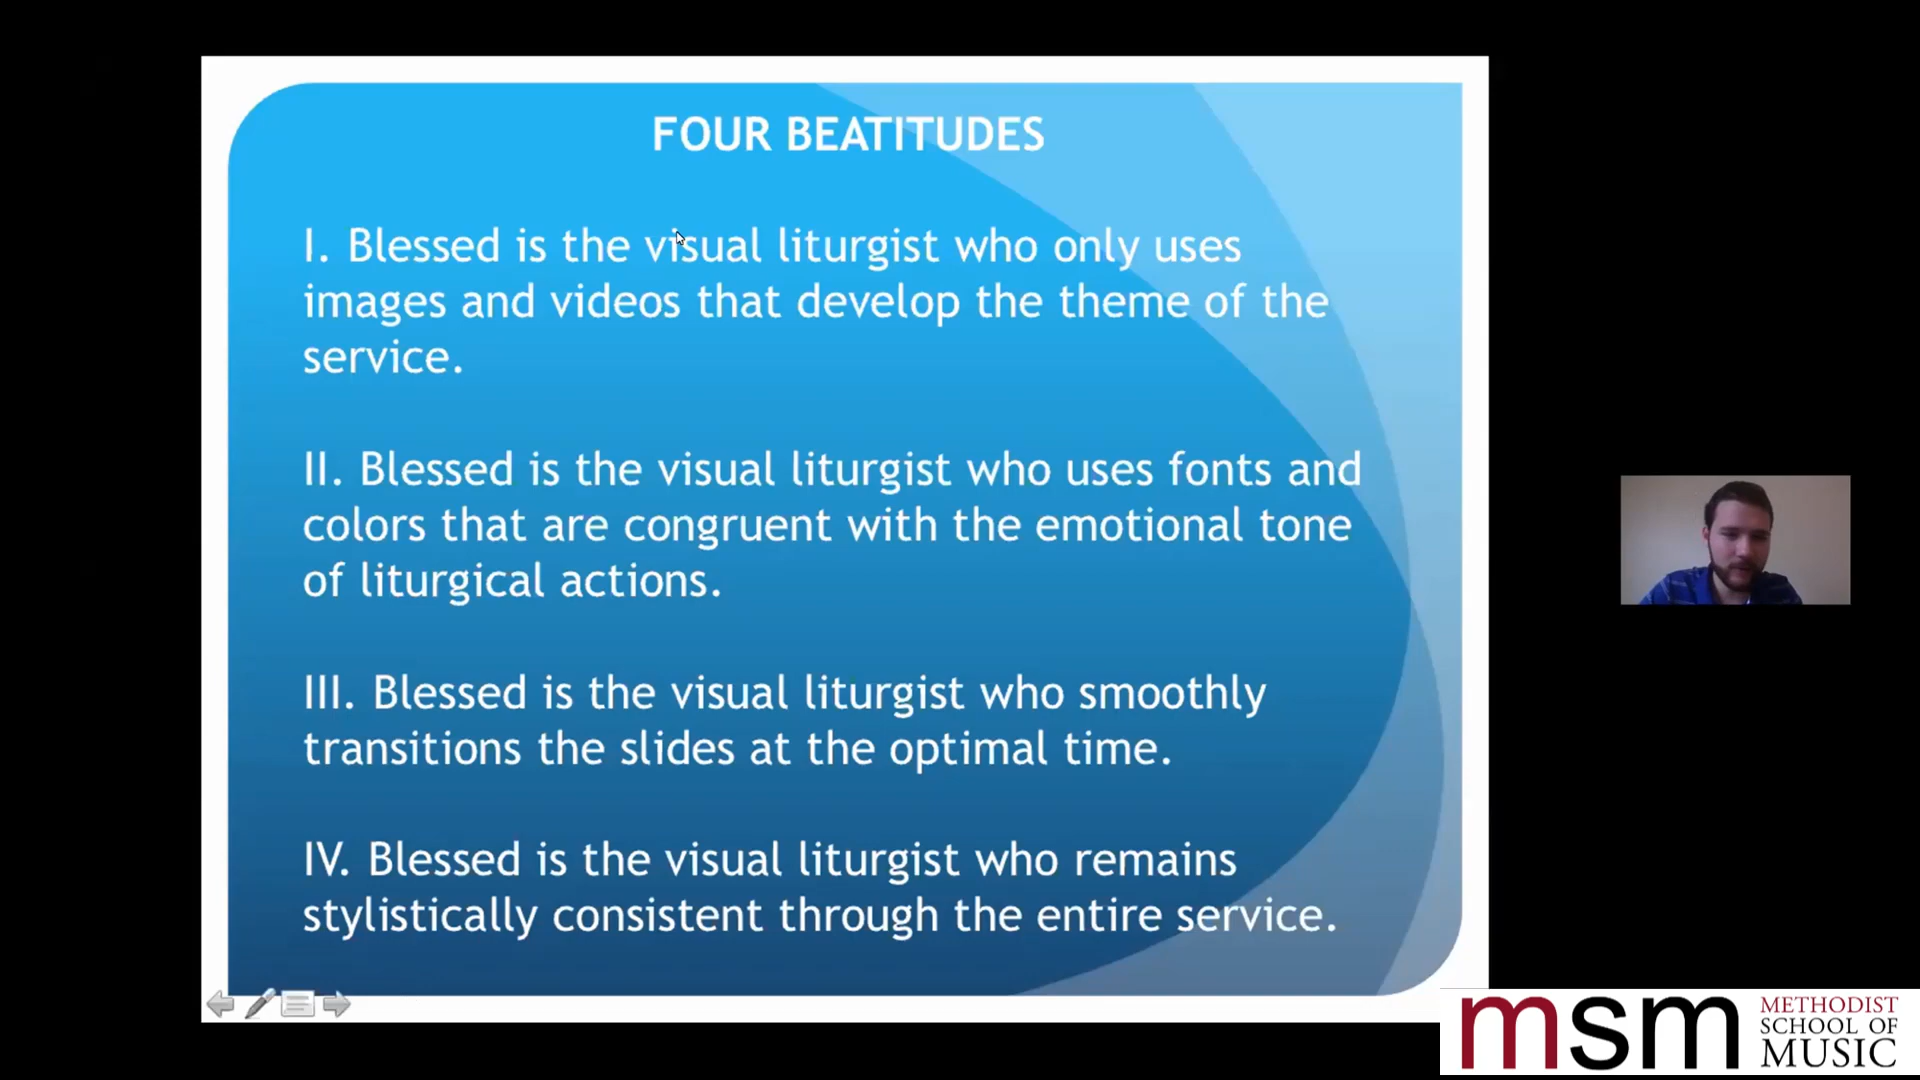 FOUR BEATITUDES
I. Blessed is the visual liturgist who only uses
images and videos that develop the theme of the
service.
II. Blessed is the visual liturgist who uses fonts and
colors that are congruent with the emotional tone
of liturgical actions.
III. Blessed is the visual liturgist who smoothly
transitions the slides at the optimal time.
IV. Blessed is the visual liturgist who remains
stylistically consistent through the entire service.
msm
METHODIST
SCHOOL OF
MUSIC